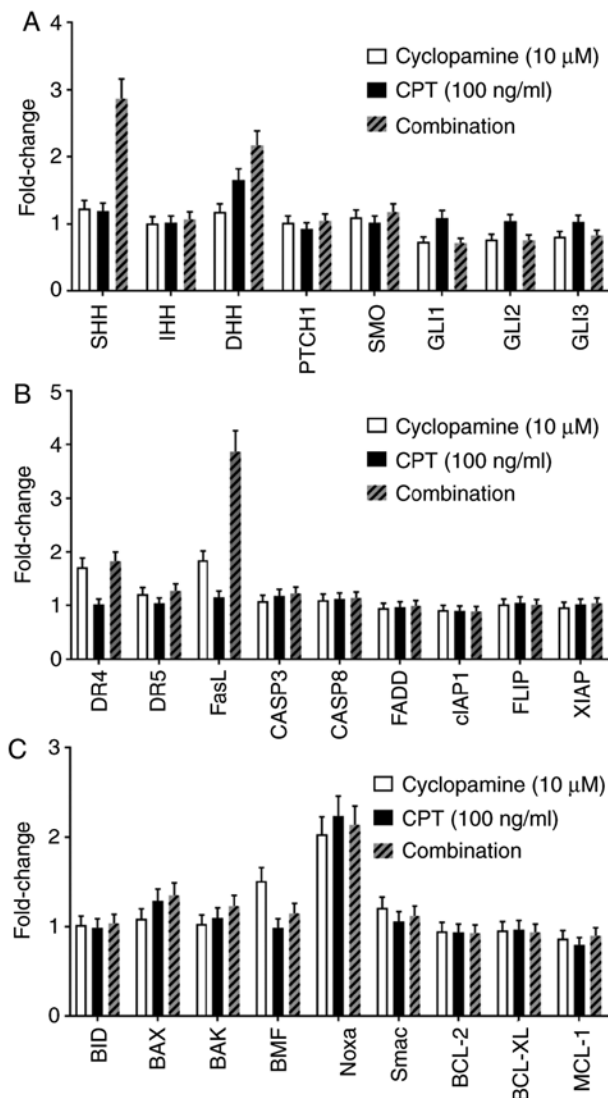 A
4
3
2
1
0
Fold-change
Cyclopamine (10 μM)
CPT (100 ng/ml)
Combination
SHH
IHH
DHH
PTCH1
SMO
GLI1
GLI2
GLI3
B
5
4
3
2
1
0
Fold-change
Cyclopamine (10 μM)
CPT (100 ng/ml)
Combination
DR4
DR5
FasL
CASP3
CASP8
FADD
cIAP1
FLIP
XIAP
C
3
2
1
0
Fold-change
Cyclopamine (10 μM)
CPT (100 ng/ml)
Combination
BID
BAX
BAK
BMF
Noxa
Smac
BCL-2
BCL-XL
MCL-1